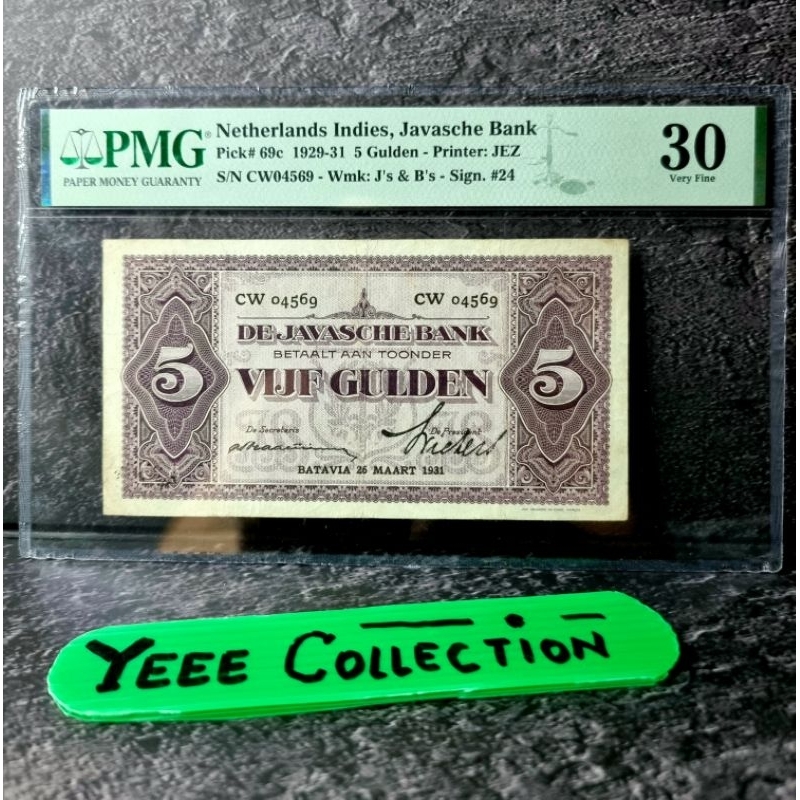 PMG
PAPER MONEY GUARANTY
Netherlands Indies, Javasche Bank
Pick# 69c 1929-31 5 Gulden - Printer: JEZ
S/N CW04569 - Wmk: J's & B's - Sign. #24
30
Very Fine
CW 04569 CW 04569
DE JAVASCHE BANK
BETAALT AAN TOONDER
5 VIJF GULDEN 5
De Secretaris De President
BATAVIA 26 MAART 1931
YEEE COLLECTION